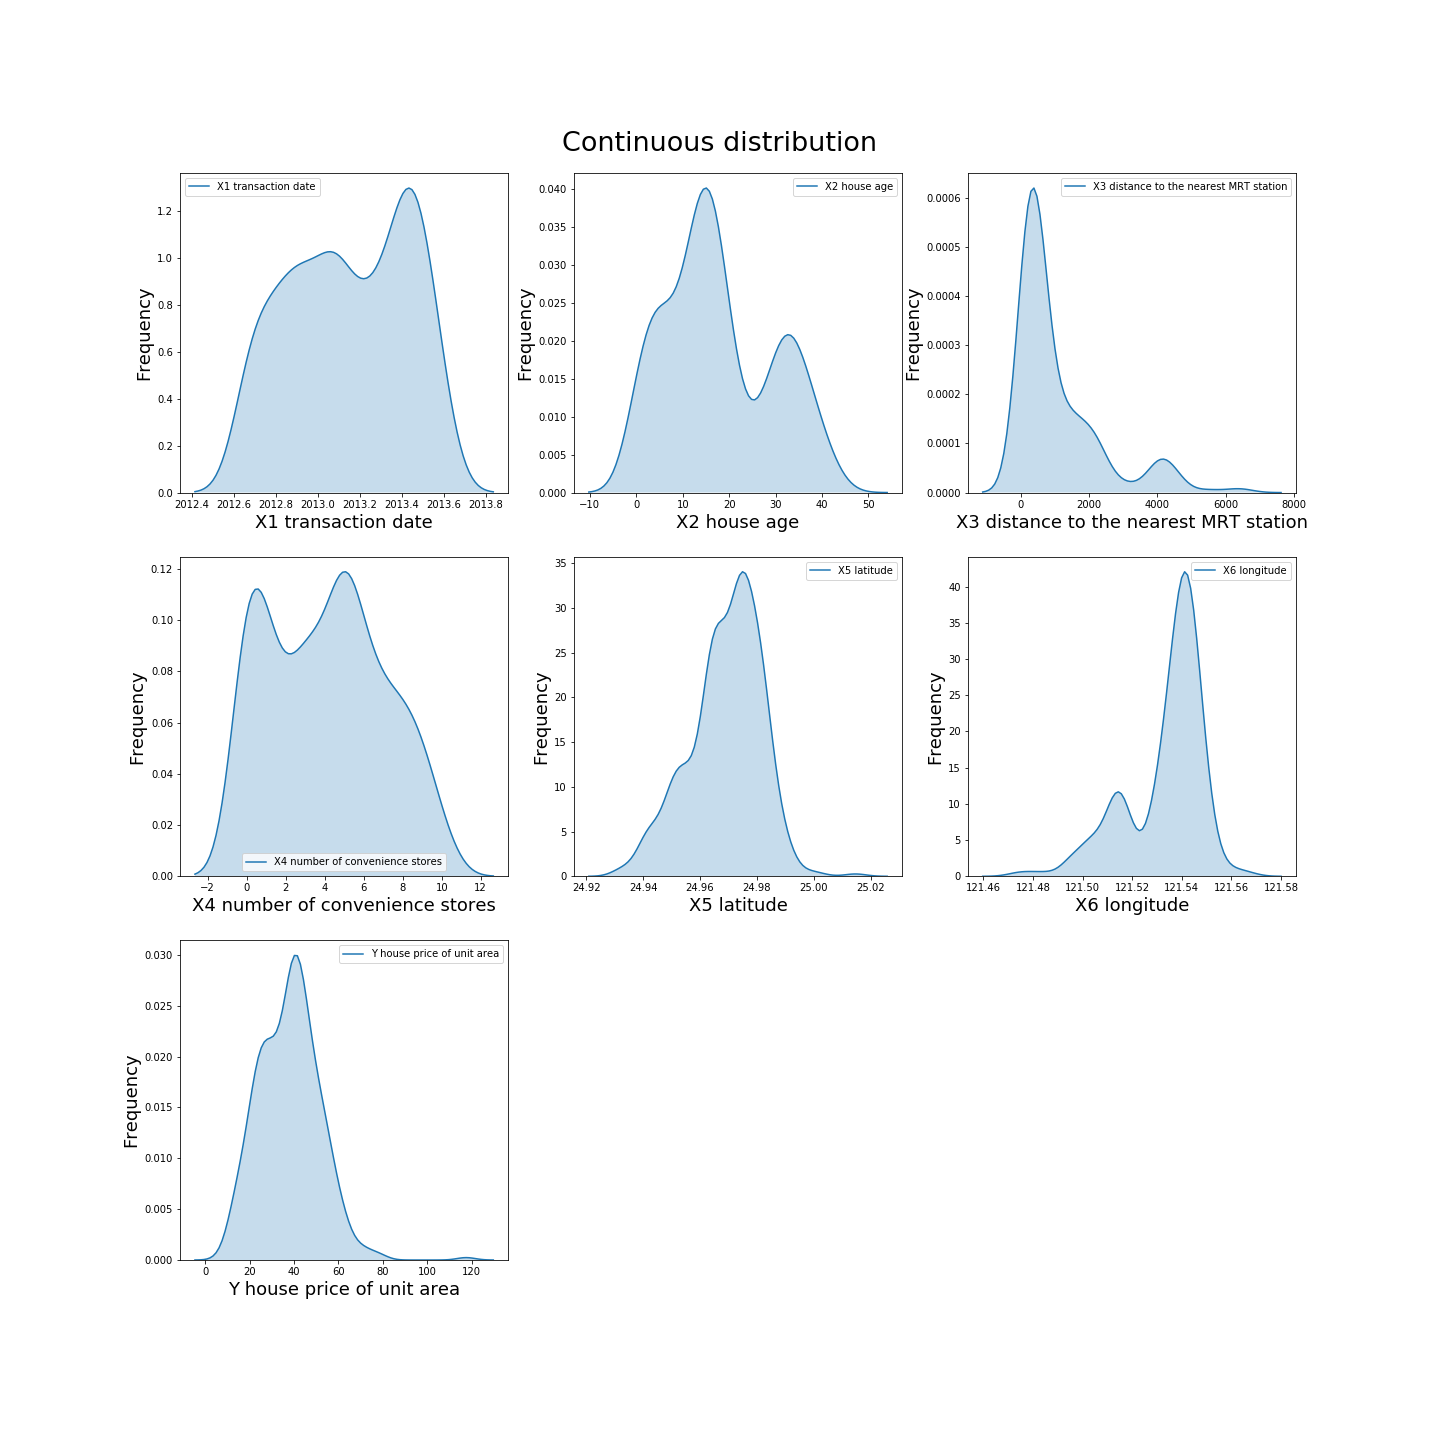 Continuous distribution
X1 transaction date
Frequency
1.2
1.0
0.8
0.6
0.4
0.2
0.0
2012.4 2012.6 2012.8 2013.0 2013.2 2013.4 2013.6 2013.8
X1 transaction date
X2 house age
Frequency
0.040
0.035
0.030
0.025
0.020
0.015
0.010
0.005
0.000
−10 0 10 20 30 40 50
X2 house age
X3 distance to the nearest MRT station
Frequency
0.0006
0.0005
0.0004
0.0003
0.0002
0.0001
0.0000
0 2000 4000 6000 8000
X3 distance to the nearest MRT station
Frequency
0.12
0.10
0.08
0.06
0.04
0.02
0.00
X4 number of convenience stores
−2 0 2 4 6 8 10 12
X4 number of convenience stores
X5 latitude
Frequency
35
30
25
20
15
10
5
0
24.92 24.94 24.96 24.98 25.00 25.02
X5 latitude
X6 longitude
Frequency
40
35
30
25
20
15
10
5
0
121.46 121.48 121.50 121.52 121.54 121.56 121.58
X6 longitude
Y house price of unit area
Frequency
0.030
0.025
0.020
0.015
0.010
0.005
0.000
0 20 40 60 80 100 120
Y house price of unit area